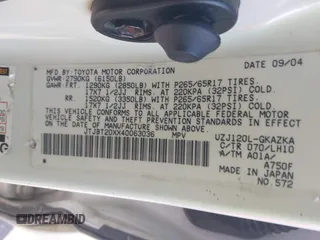 MFD. BY: TOYOTA MOTOR CORPORATION 09/04
GVWR 2790KG (6150LB)
GAWR: FRT. 1290KG (2850LB) WITH P265/65R17 TIRES,
17X7 1/2JJ RIMS, AT 220KPA (32PSI) COLD
RR. 1520KG (3350LB) WITH P265/65R17 TIRES,
17X7 1/2JJ RIMS, AT 220KPA (32PSI) COLD
THIS VEHICLE CONFORMS TO ALL APPLICABLE
FEDERAL MOTOR VEHICLE SAFETY AND
THEFT PREVENTION STANDARDS IN EFFECT ON
THE DATE OF MANUFACTURE SHOWN ABOVE.
JTJBT20XX40063036 MPV
UZJ120L-GKAZKA
C/TR 070/LH10
A/TM A01A/
A750F
MADE IN JAPAN
NO. 572
DREAMBID